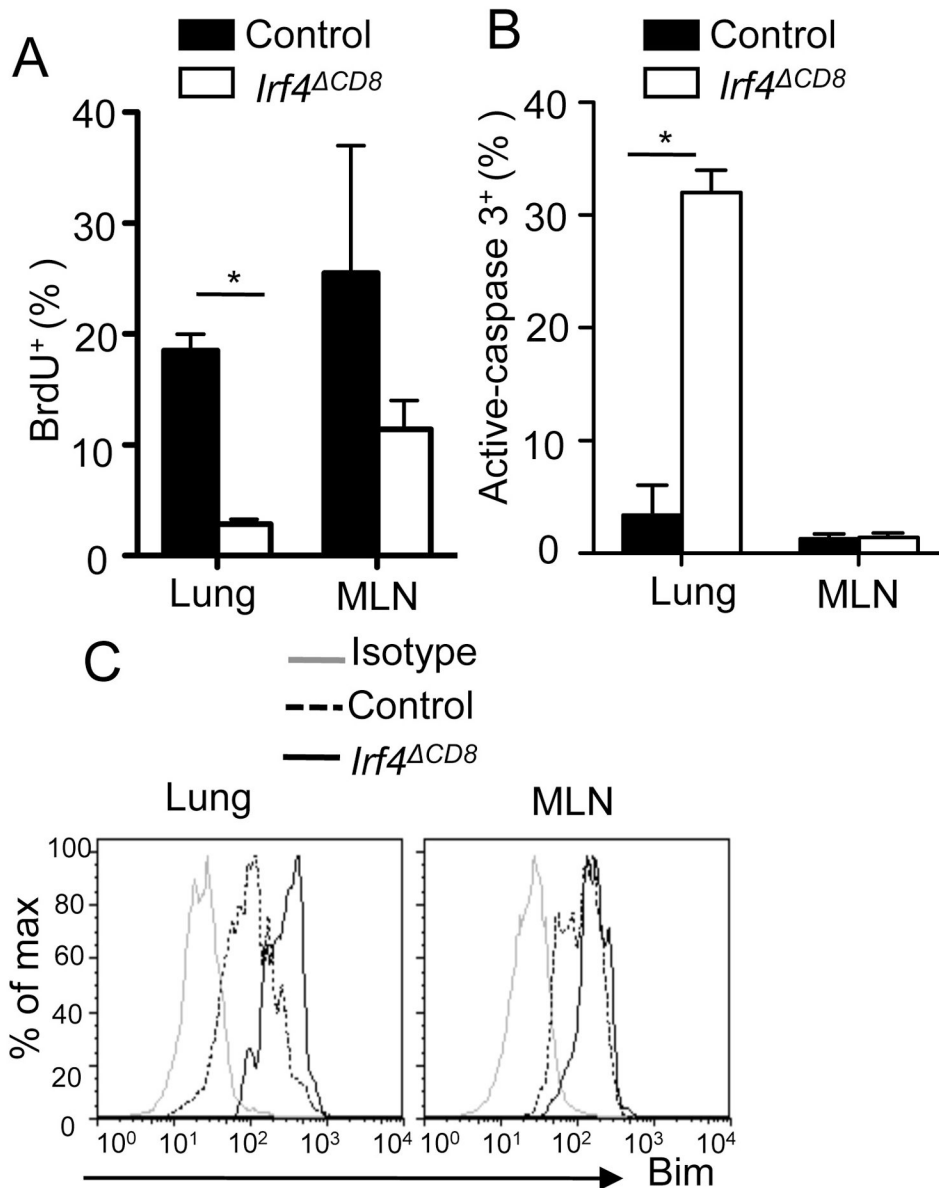 A
Control
Irf4ΔCD8
BrdU+ (% )
40
30
20
10
0
*
Lung
MLN
B
Control
Irf4ΔCD8
Active-caspase 3+ (% )
40
30
20
10
0
*
Lung
MLN
C
Isotype
Control
Irf4ΔCD8
Lung
MLN
% of max
100
80
60
40
20
0
10^0 10^1 10^2 10^3 10^4
10^0 10^1 10^2 10^3 10^4
Bim